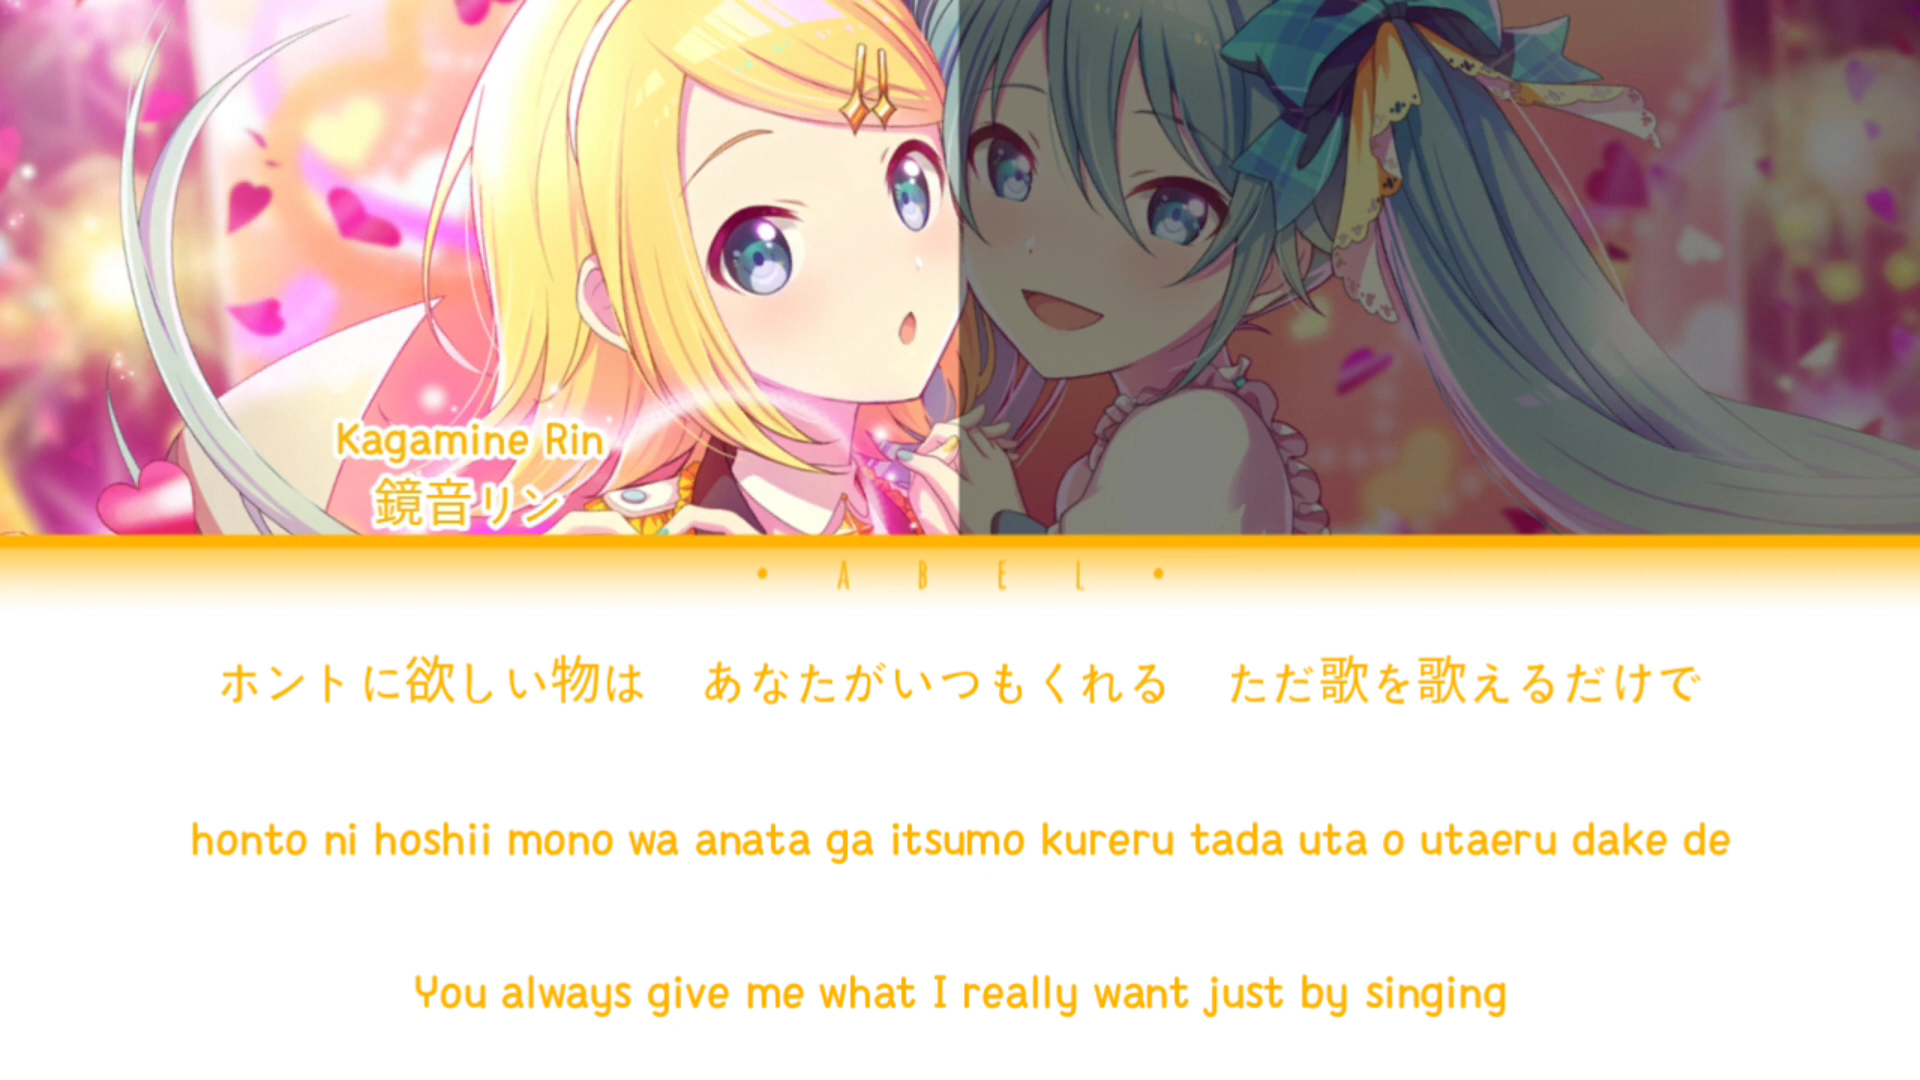 Kagamine Rin
鏡音リン
• A B E L •
ホントに欲しい物は　あなたがいつもくれる　ただ歌を歌えるだけで
honto ni hoshii mono wa anata ga itsumo kureru tada uta o utaeru dake de
You always give me what I really want just by singing